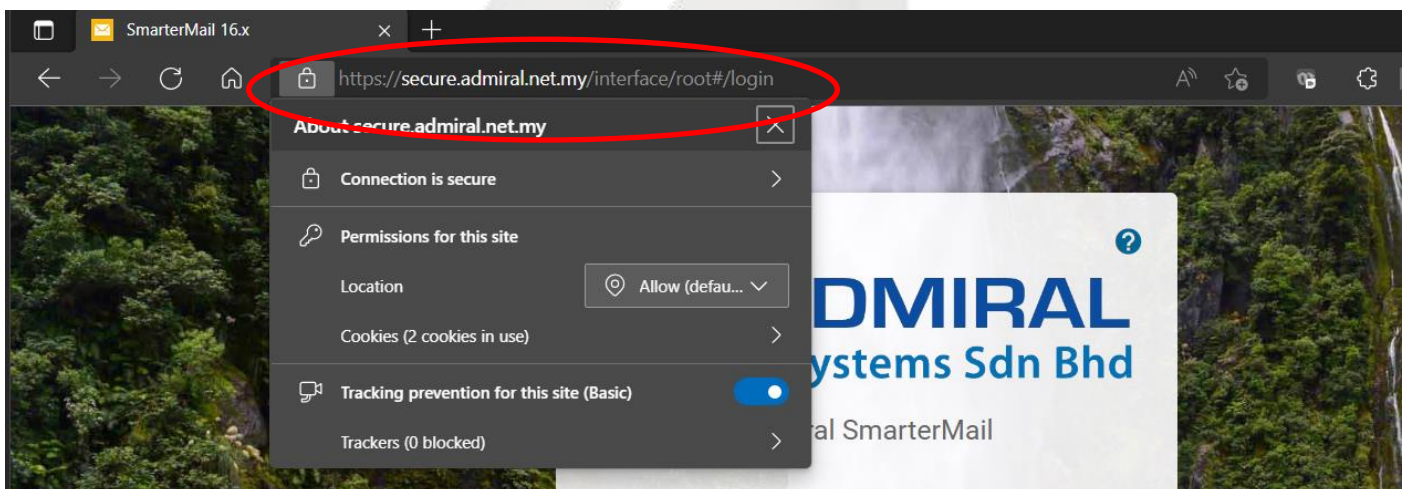 SmarterMail 16.x
https://secure.admiral.net.my/interface/root#/login
About secure.admiral.net.my
Connection is secure
Permissions for this site
Location
Allow (defau...
Cookies (2 cookies in use)
Tracking prevention for this site (Basic)
Trackers (0 blocked)
?
DMIRAL
ystems Sdn Bhd
ral SmarterMail